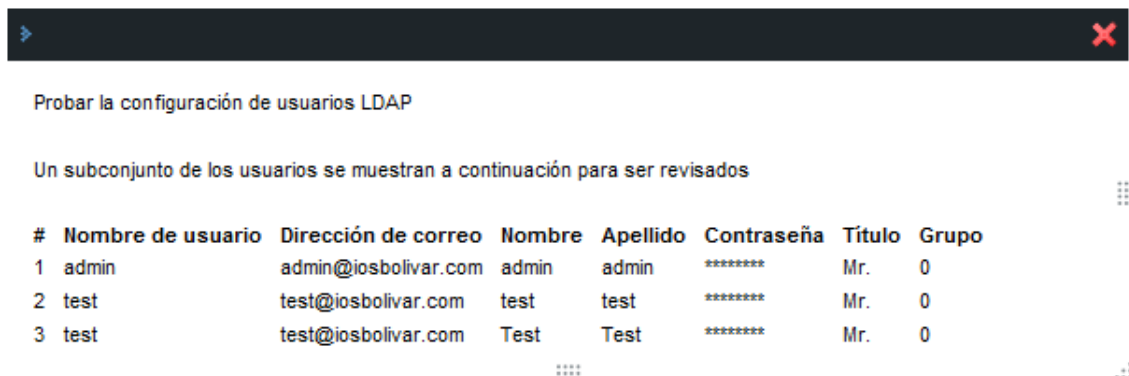 Probar la configuración de usuarios LDAP
Un subconjunto de los usuarios se muestran a continuación para ser revisados
# Nombre de usuario Dirección de correo Nombre Apellido Contraseña Título Grupo
1 admin admin@iosbolivar.com admin admin ******** Mr. 0
2 test test@iosbolivar.com test test ******** Mr. 0
3 test test@iosbolivar.com Test Test ******** Mr. 0